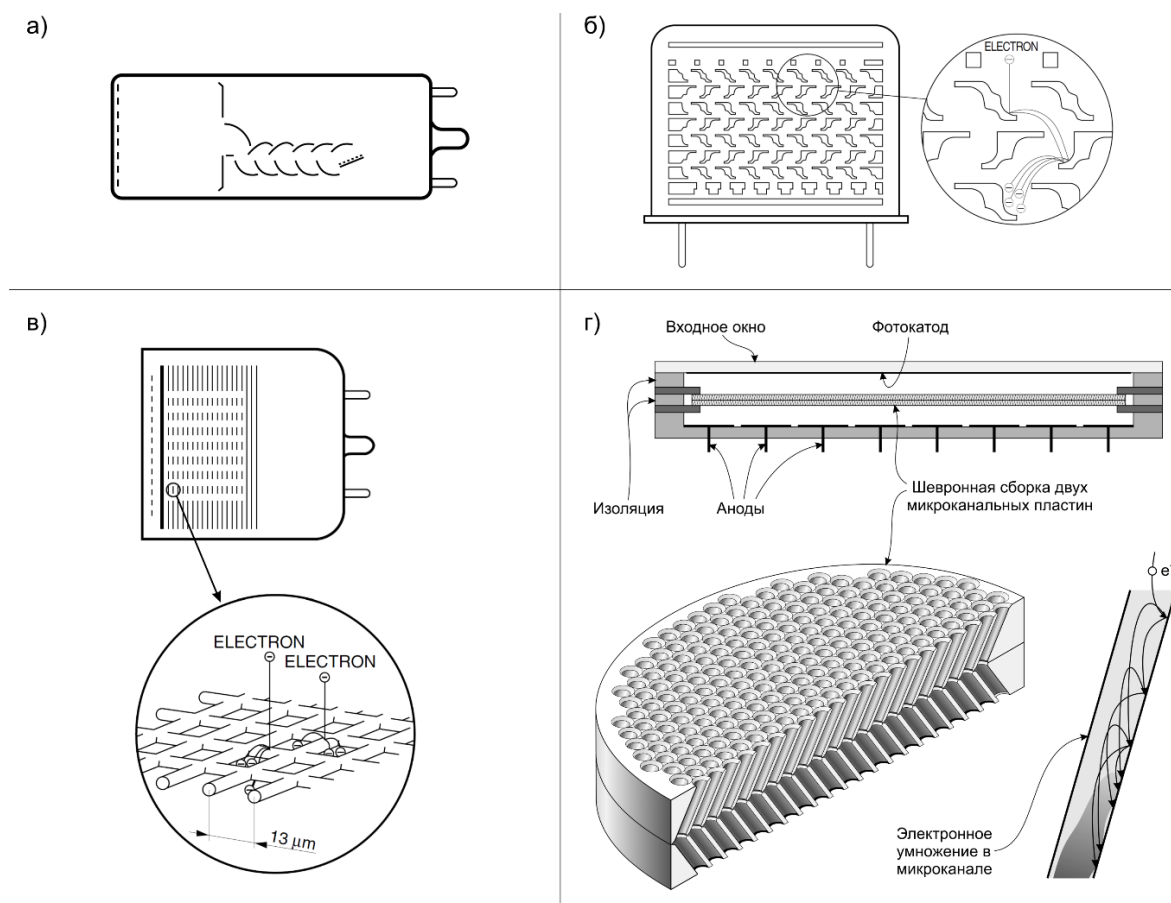 а)
б)
ELECTRON
в)
ELECTRON
ELECTRON
13 μm
г)
Входное окно
Фотокатод
Изоляция
Аноды
Шевронная сборка двух
микроканальных пластин
e-
Электронное
умножение в
микроканале